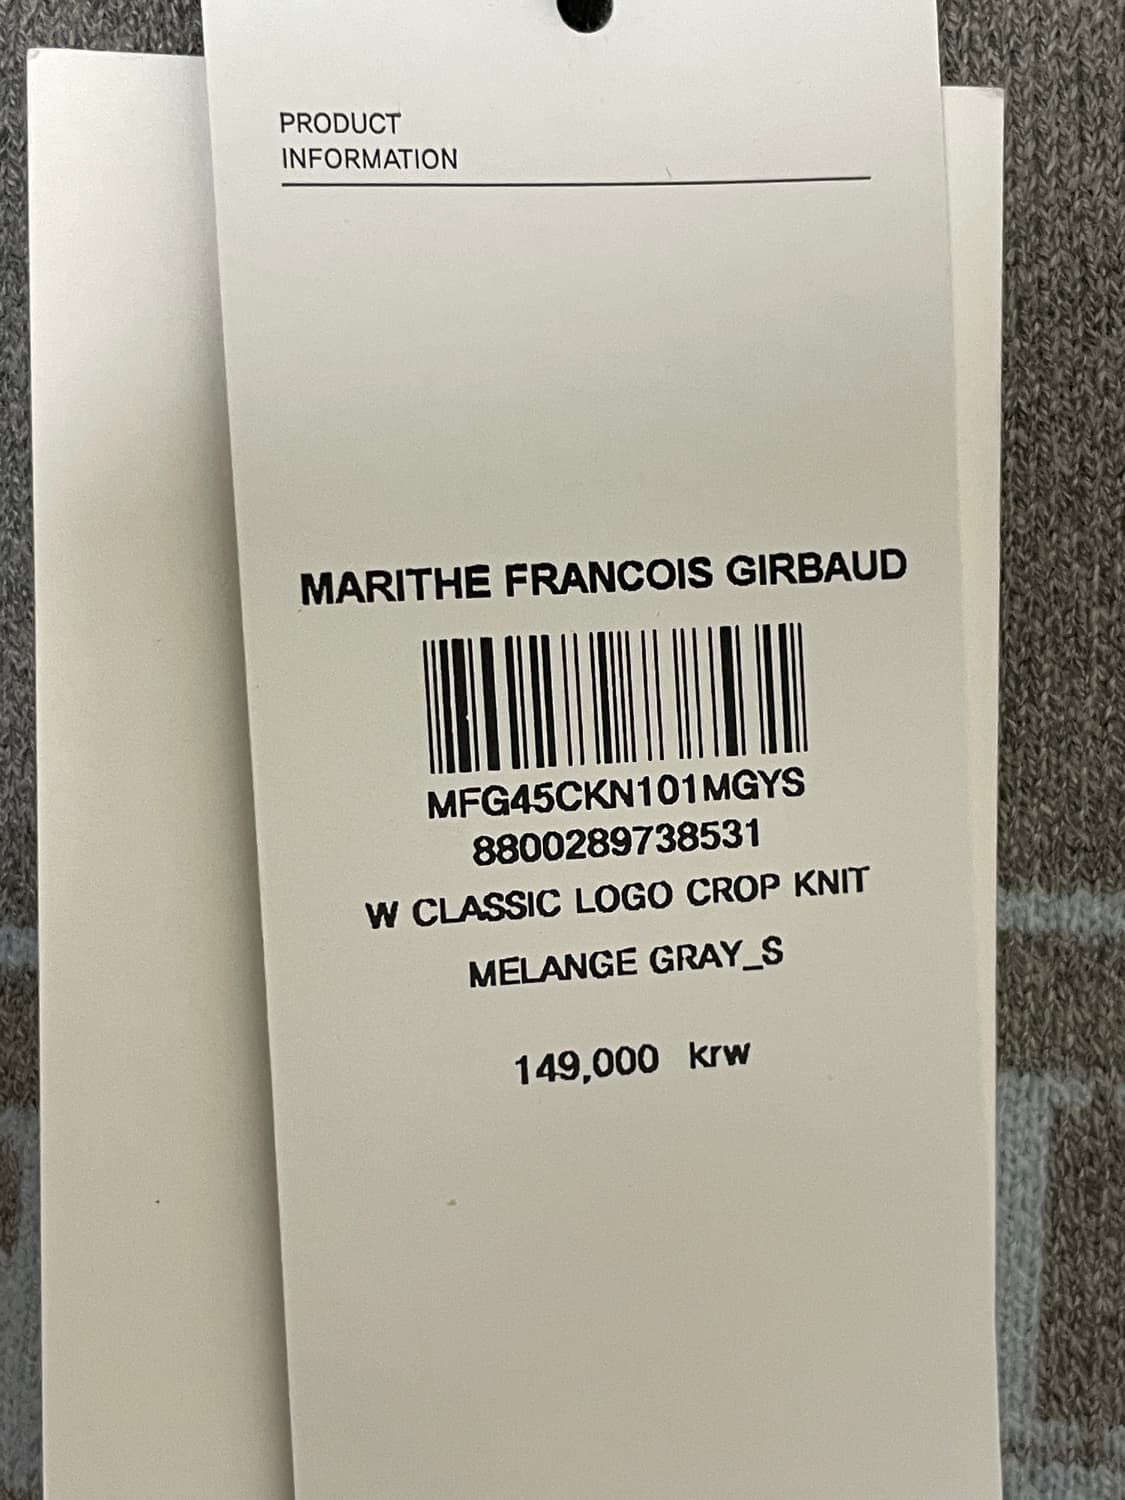 PRODUCT
INFORMATION
MARITHE FRANCOIS GIRBAUD
MFG45CKN101MGYS
8800289738531
W CLASSIC LOGO CROP KNIT
MELANGE GRAY_S
149,000 krw